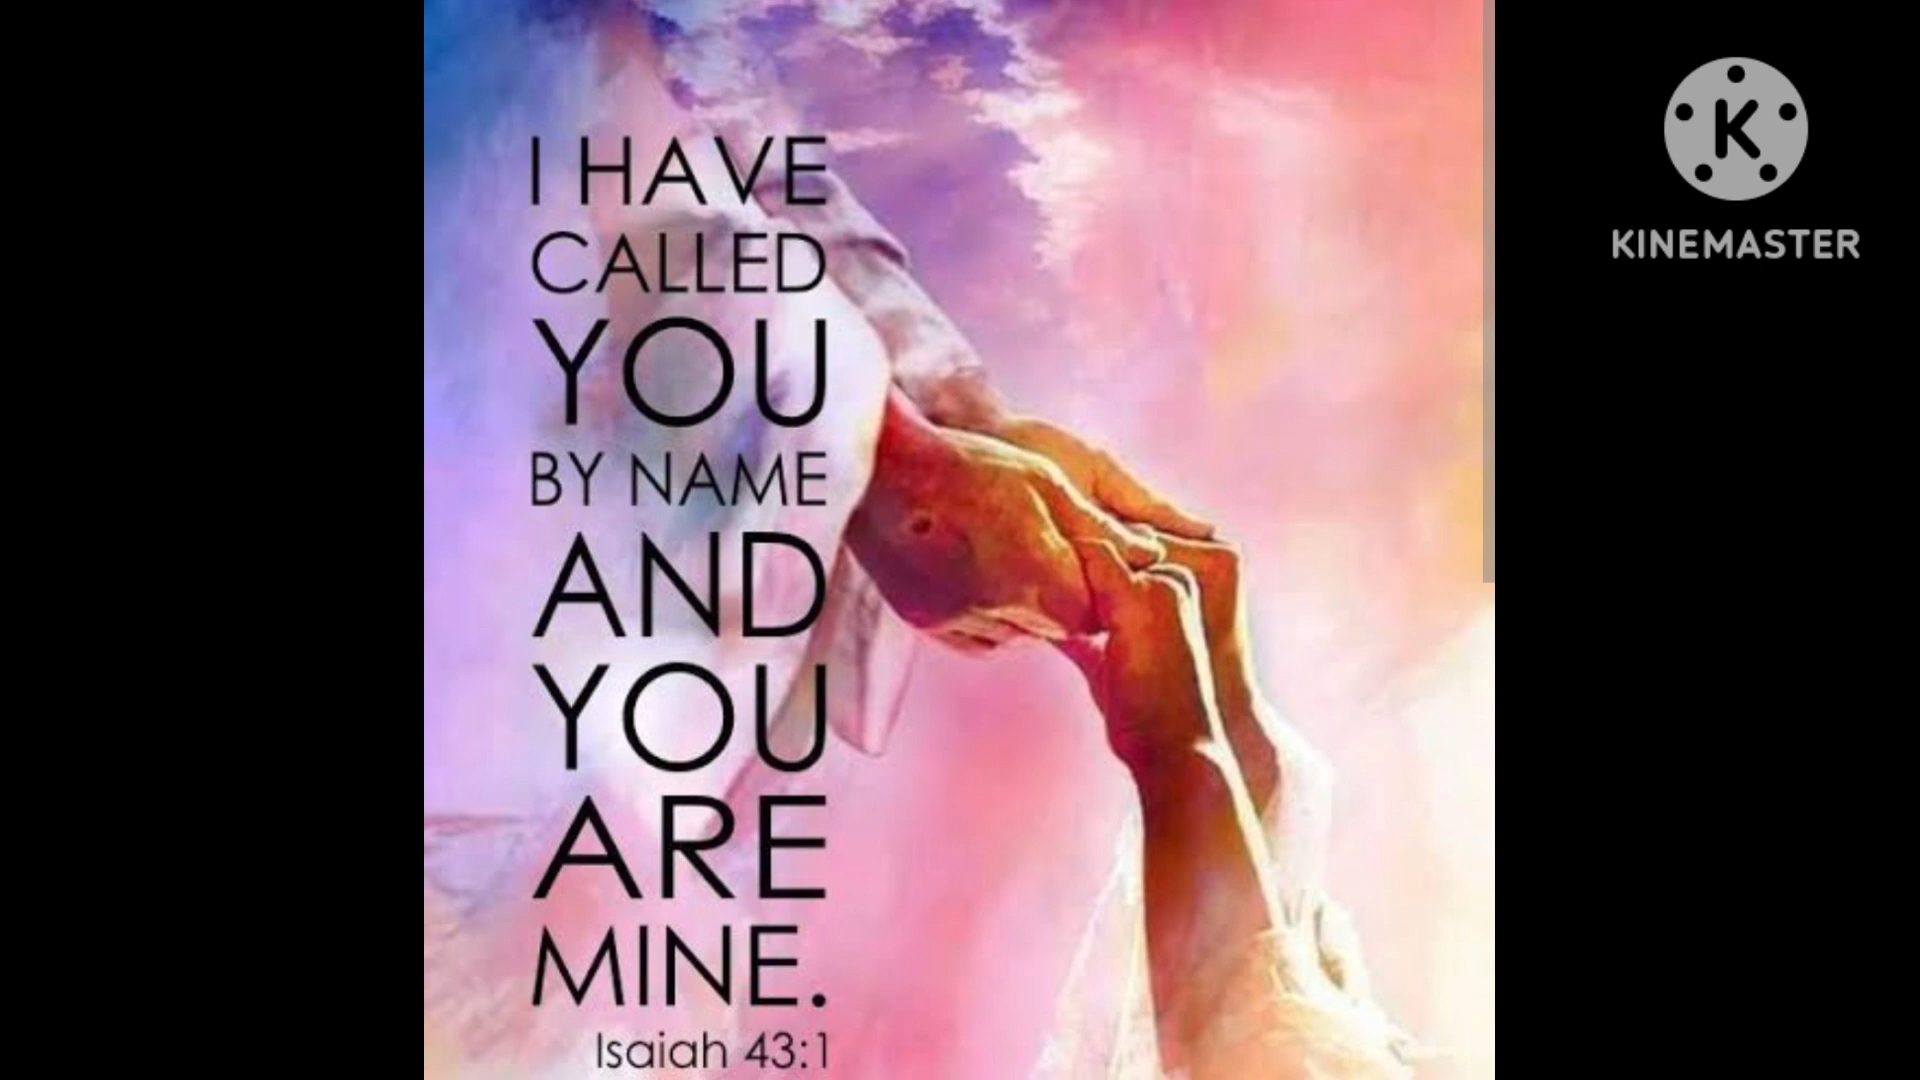 I HAVE
CALLED
YOU
BY NAME
AND
YOU
ARE
MINE.
Isaiah 43:1
K
KINEMASTER